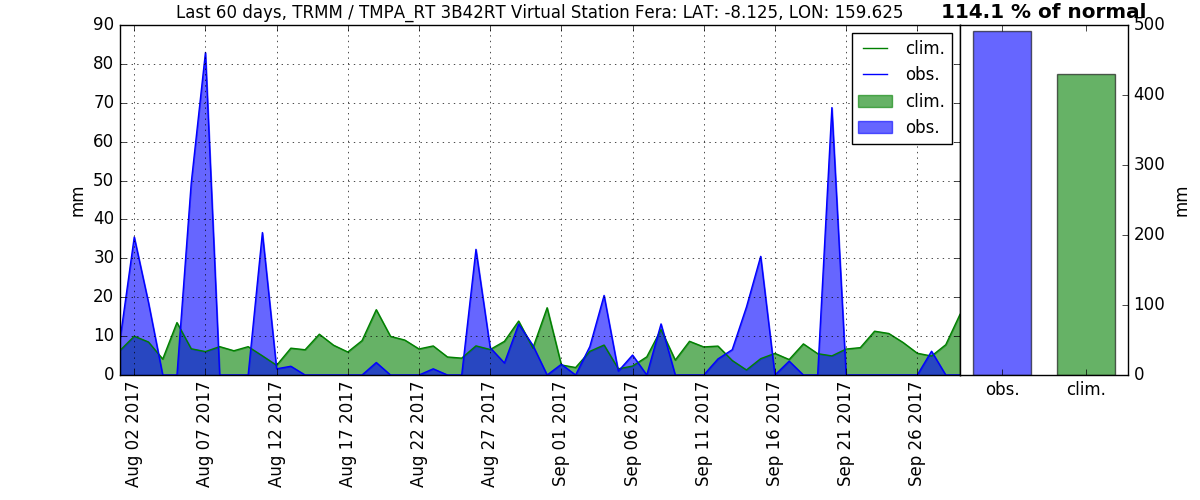 Last 60 days, TRMM / TMPA_RT 3B42RT Virtual Station Fera: LAT: -8.125, LON: 159.625
114.1 % of normal
90
80
70
60
50
40
30
20
10
0
mm
clim.
obs.
clim.
obs.
Aug 02 2017
Aug 07 2017
Aug 12 2017
Aug 17 2017
Aug 22 2017
Aug 27 2017
Sep 01 2017
Sep 06 2017
Sep 11 2017
Sep 16 2017
Sep 21 2017
Sep 26 2017
500
400
300
200
100
0
mm
obs.
clim.